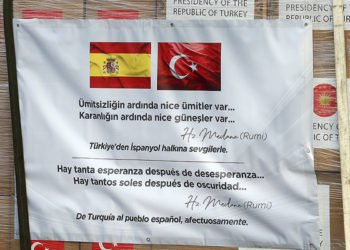 PRESIDENCY OF THE
REPUBLIC OF TURKEY
PRESIDENCY OF
REPUBLIC OF TURKEY
Ümitsizliğin ardında nice ümitler var...
Karanlığın ardında nice güneşler var...
Hz. Mevlana (Rumi)
Türkiye'den İspanyol halkına sevgilerle.
Hay tanta esperanza después de desesperanza...
Hay tantos soles después de oscuridad...
Hz. Mevlana (Rumi)
De Turquía al pueblo español, afectuosamente.